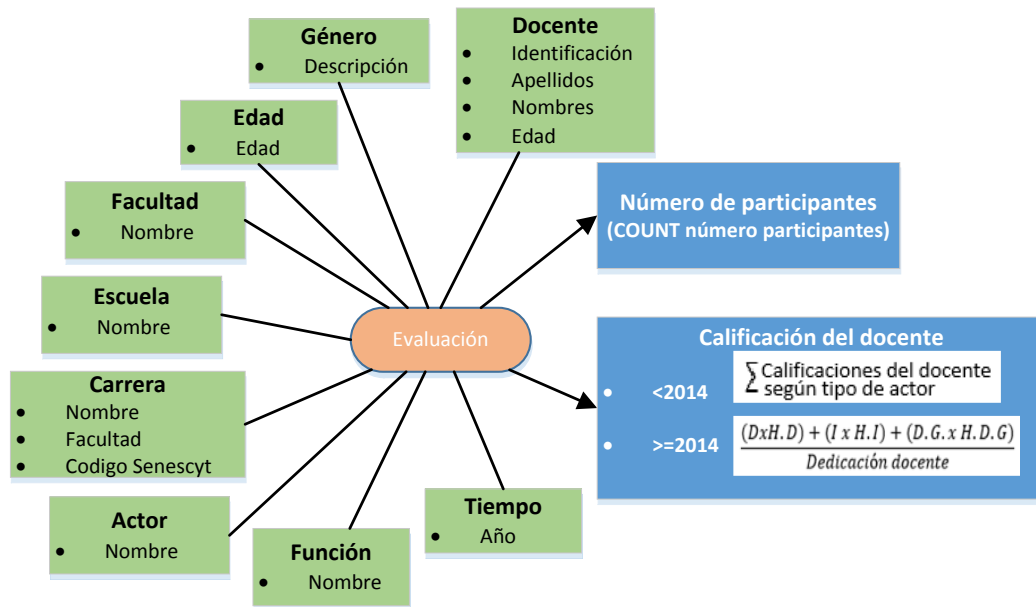 Género
• Descripción
Docente
• Identificación
• Apellidos
• Nombres
• Edad
Edad
• Edad
Facultad
• Nombre
Escuela
• Nombre
Carrera
• Nombre
• Facultad
• Codigo Senescyt
Actor
• Nombre
Función
• Nombre
Tiempo
• Año
Evaluación
Número de participantes
(COUNT número participantes)
Calificación del docente
• <2014
∑ Calificaciones del docente
según tipo de actor
• >=2014
(DxH.D) + (I x H.I) + (D.G.x H.D.G)
Dedicación docente